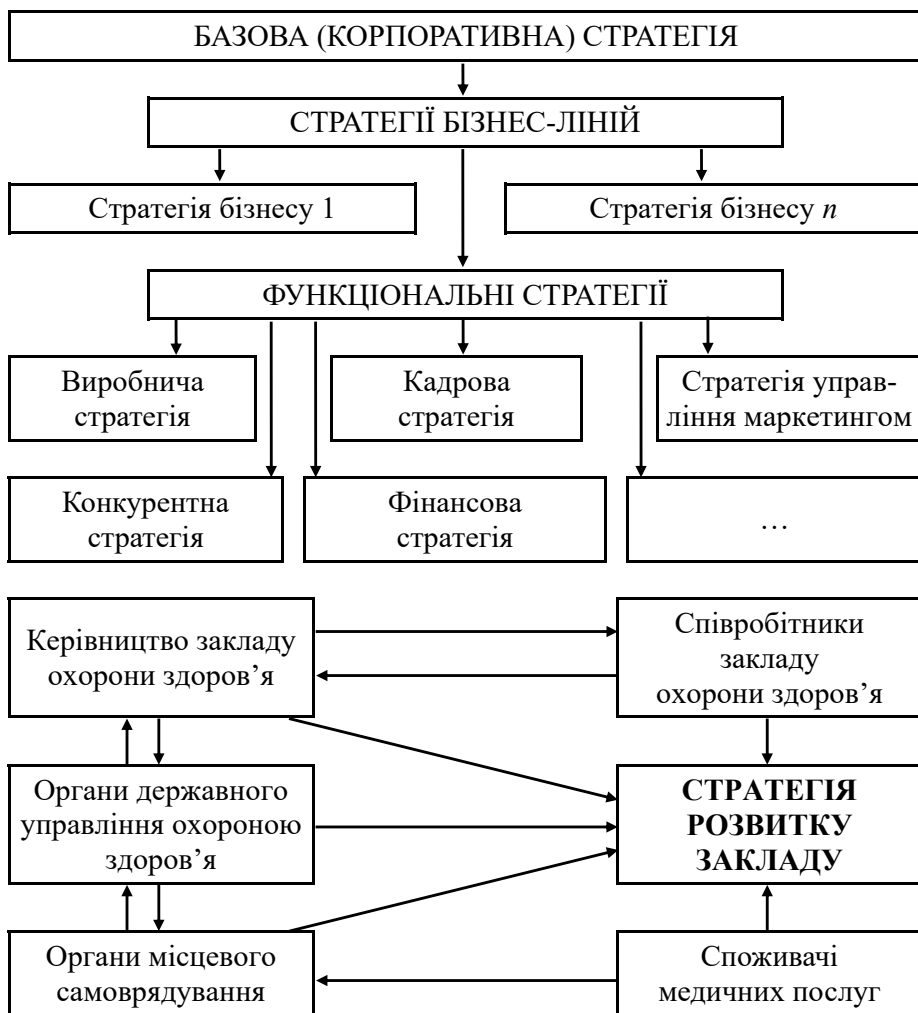 БАЗОВА (КОРПОРАТИВНА) СТРАТЕГІЯ
СТРАТЕГІЇ БІЗНЕС-ЛІНІЙ
Стратегія бізнесу 1
Стратегія бізнесу n
ФУНКЦІОНАЛЬНІ СТРАТЕГІЇ
Виробнича
стратегія
Кадрова
стратегія
Стратегія управ-
ління маркетингом
Конкурентна
стратегія
Фінансова
стратегія
…
Керівництво закладу
охорони здоров’я
Співробітники
закладу
охорони здоров’я
Органи державного
управління охороною
здоров’я
СТРАТЕГІЯ
РОЗВИТКУ
ЗАКЛАДУ
Органи місцевого
самоврядування
Споживачі
медичних послуг